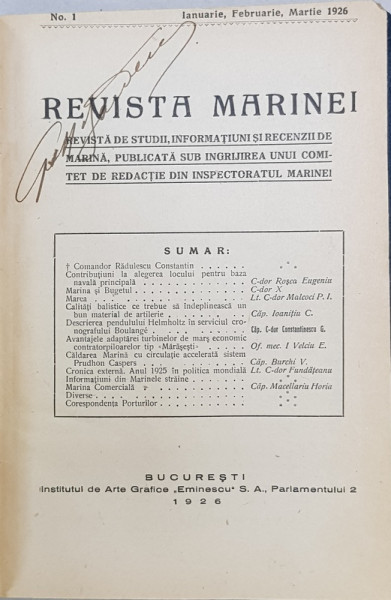 No. 1 Ianuarie, Februarie, Martie 1926
REVISTA MARINEI
REVISTĂ DE STUDII, INFORMAȚIUNI ȘI RECENZII DE
MARINĂ, PUBLICATĂ SUB INGRIJIREA UNUI COMI-
TET DE REDACȚIE DIN INSPECTORATUL MARINEI
SUMAR:
† Comandor Rădulescu Constantin . . . . . . * * *
Contribuțiuni la alegerea locului pentru baza
navală principală . . . . . . . . . . . C-dor Roșca Eugeniu
Marina și Bugetul . . . . . . . . . . . C-dor X
Marea . . . . . . . . . . . . . . . Lt. C-dor Malcoci P. I.
Calități balistice ce trebue să îndeplinească un
bun material de artilerie . . . . . . . . Căp. Ioanițiu C.
Descrierea pendulului Helmholtz în serviciul cro-
nografului Boulangé . . . . . . . . . . Căp. C-dor Constantinescu G.
Avantajele adaptărei turbinelor de marș economic
contratorpiloarelor tip «Mărășești» . . . . . Of. mec. I Velciu E.
Căldarea Marină cu circulație accelerată sistem
Prudhon Caspers . . . . . . . . . . . Căp. Burchi V.
Cronica externă. Anul 1925 în politica mondială Lt. C-dor Fundățeanu
Informațiuni din Marinele străine . . . . . . * * *
Marina Comercială . . . . . . . . . . . Căp. Macellariu Horia
Diverse . . . . . . . . . . . . . . . * * *
Corespondența Porturilor . . . . . . . . . * * *
BUCUREȘTI
Institutul de Arte Grafice „Eminescu" S. A., Parlamentului 2
1926